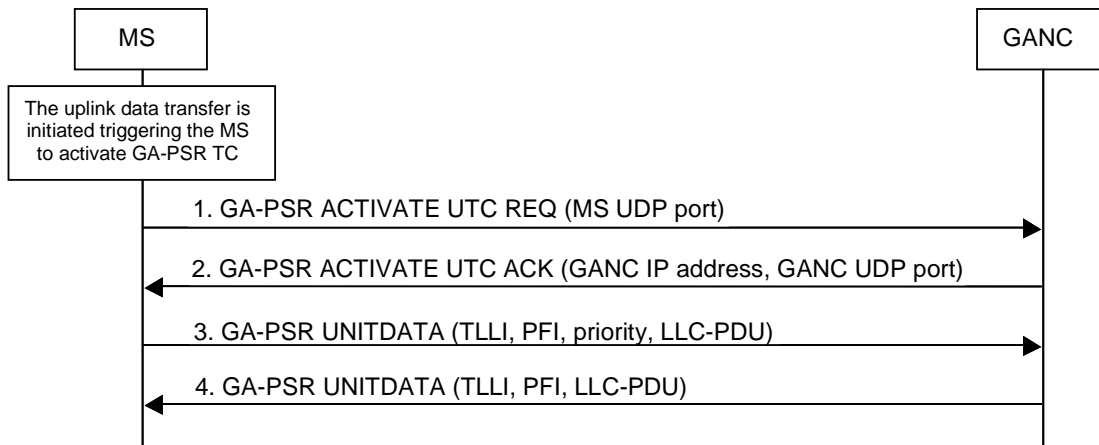 MS
GANC
The uplink data transfer is
initiated triggering the MS
to activate GA-PSR TC
1. GA-PSR ACTIVATE UTC REQ (MS UDP port)
2. GA-PSR ACTIVATE UTC ACK (GANC IP address, GANC UDP port)
3. GA-PSR UNITDATA (TLLI, PFI, priority, LLC-PDU)
4. GA-PSR UNITDATA (TLLI, PFI, LLC-PDU)